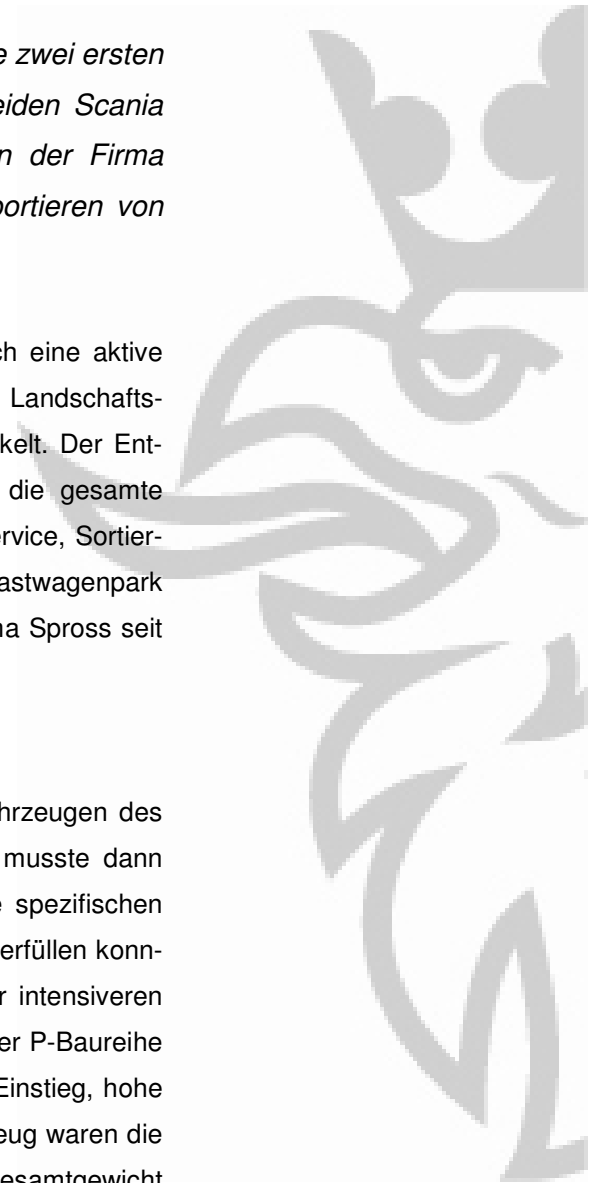 e zwei ersten
eiden Scania
n der Firma
portieren von
ch eine aktive
Landschafts-
kelt. Der Ent-
die gesamte
ervice, Sortier-
astwagenpark
na Spross seit
hrzeugen des
musste dann
e spezifischen
erfüllen konn-
r intensiveren
er P-Baureihe
Einstieg, hohe
eug waren die
esamtgewicht